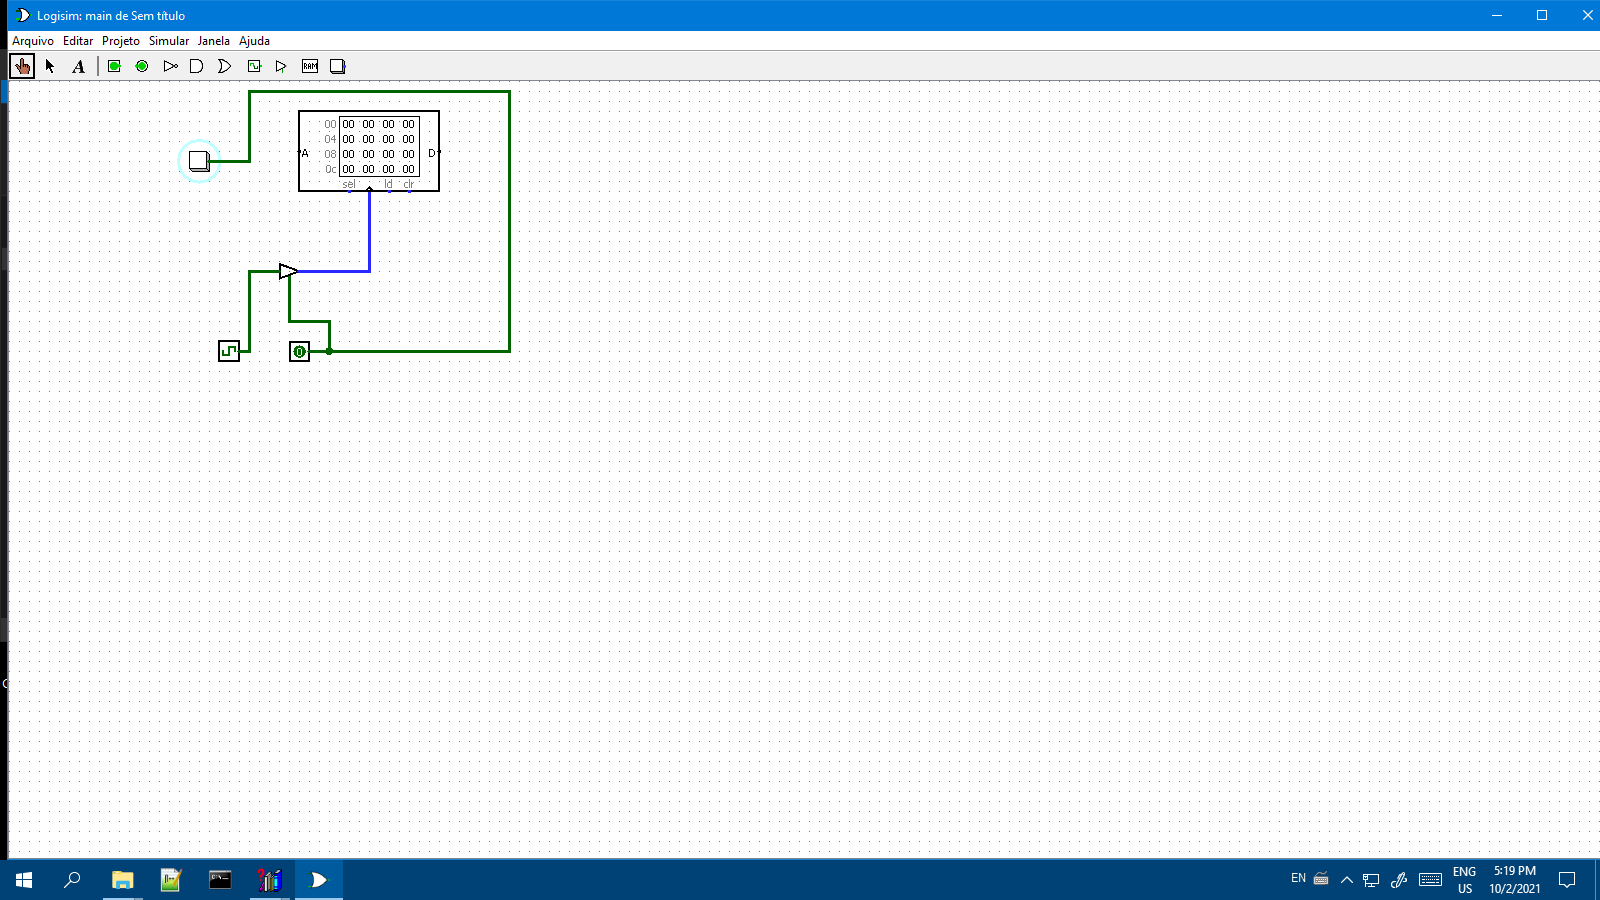 Logisim: main de Sem título
Arquivo Editar Projeto Simular Janela Ajuda
A RAM
00 00 00 00 00
04 00 00 00 00
A 08 00 00 00 00 D
0c 00 00 00 00
sel ld clr
0
C
EN ENG 5:19 PM
US 10/2/2021